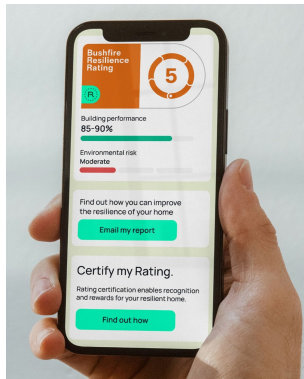 Bushfire
Resilience
Rating
5
R
Building performance
85-90%
Environmental risk
Moderate
Find out how you can improve
the resilience of your home
Email my report
Certify my Rating.
Rating certification enables recognition
and rewards for your resilient home.
Find out how